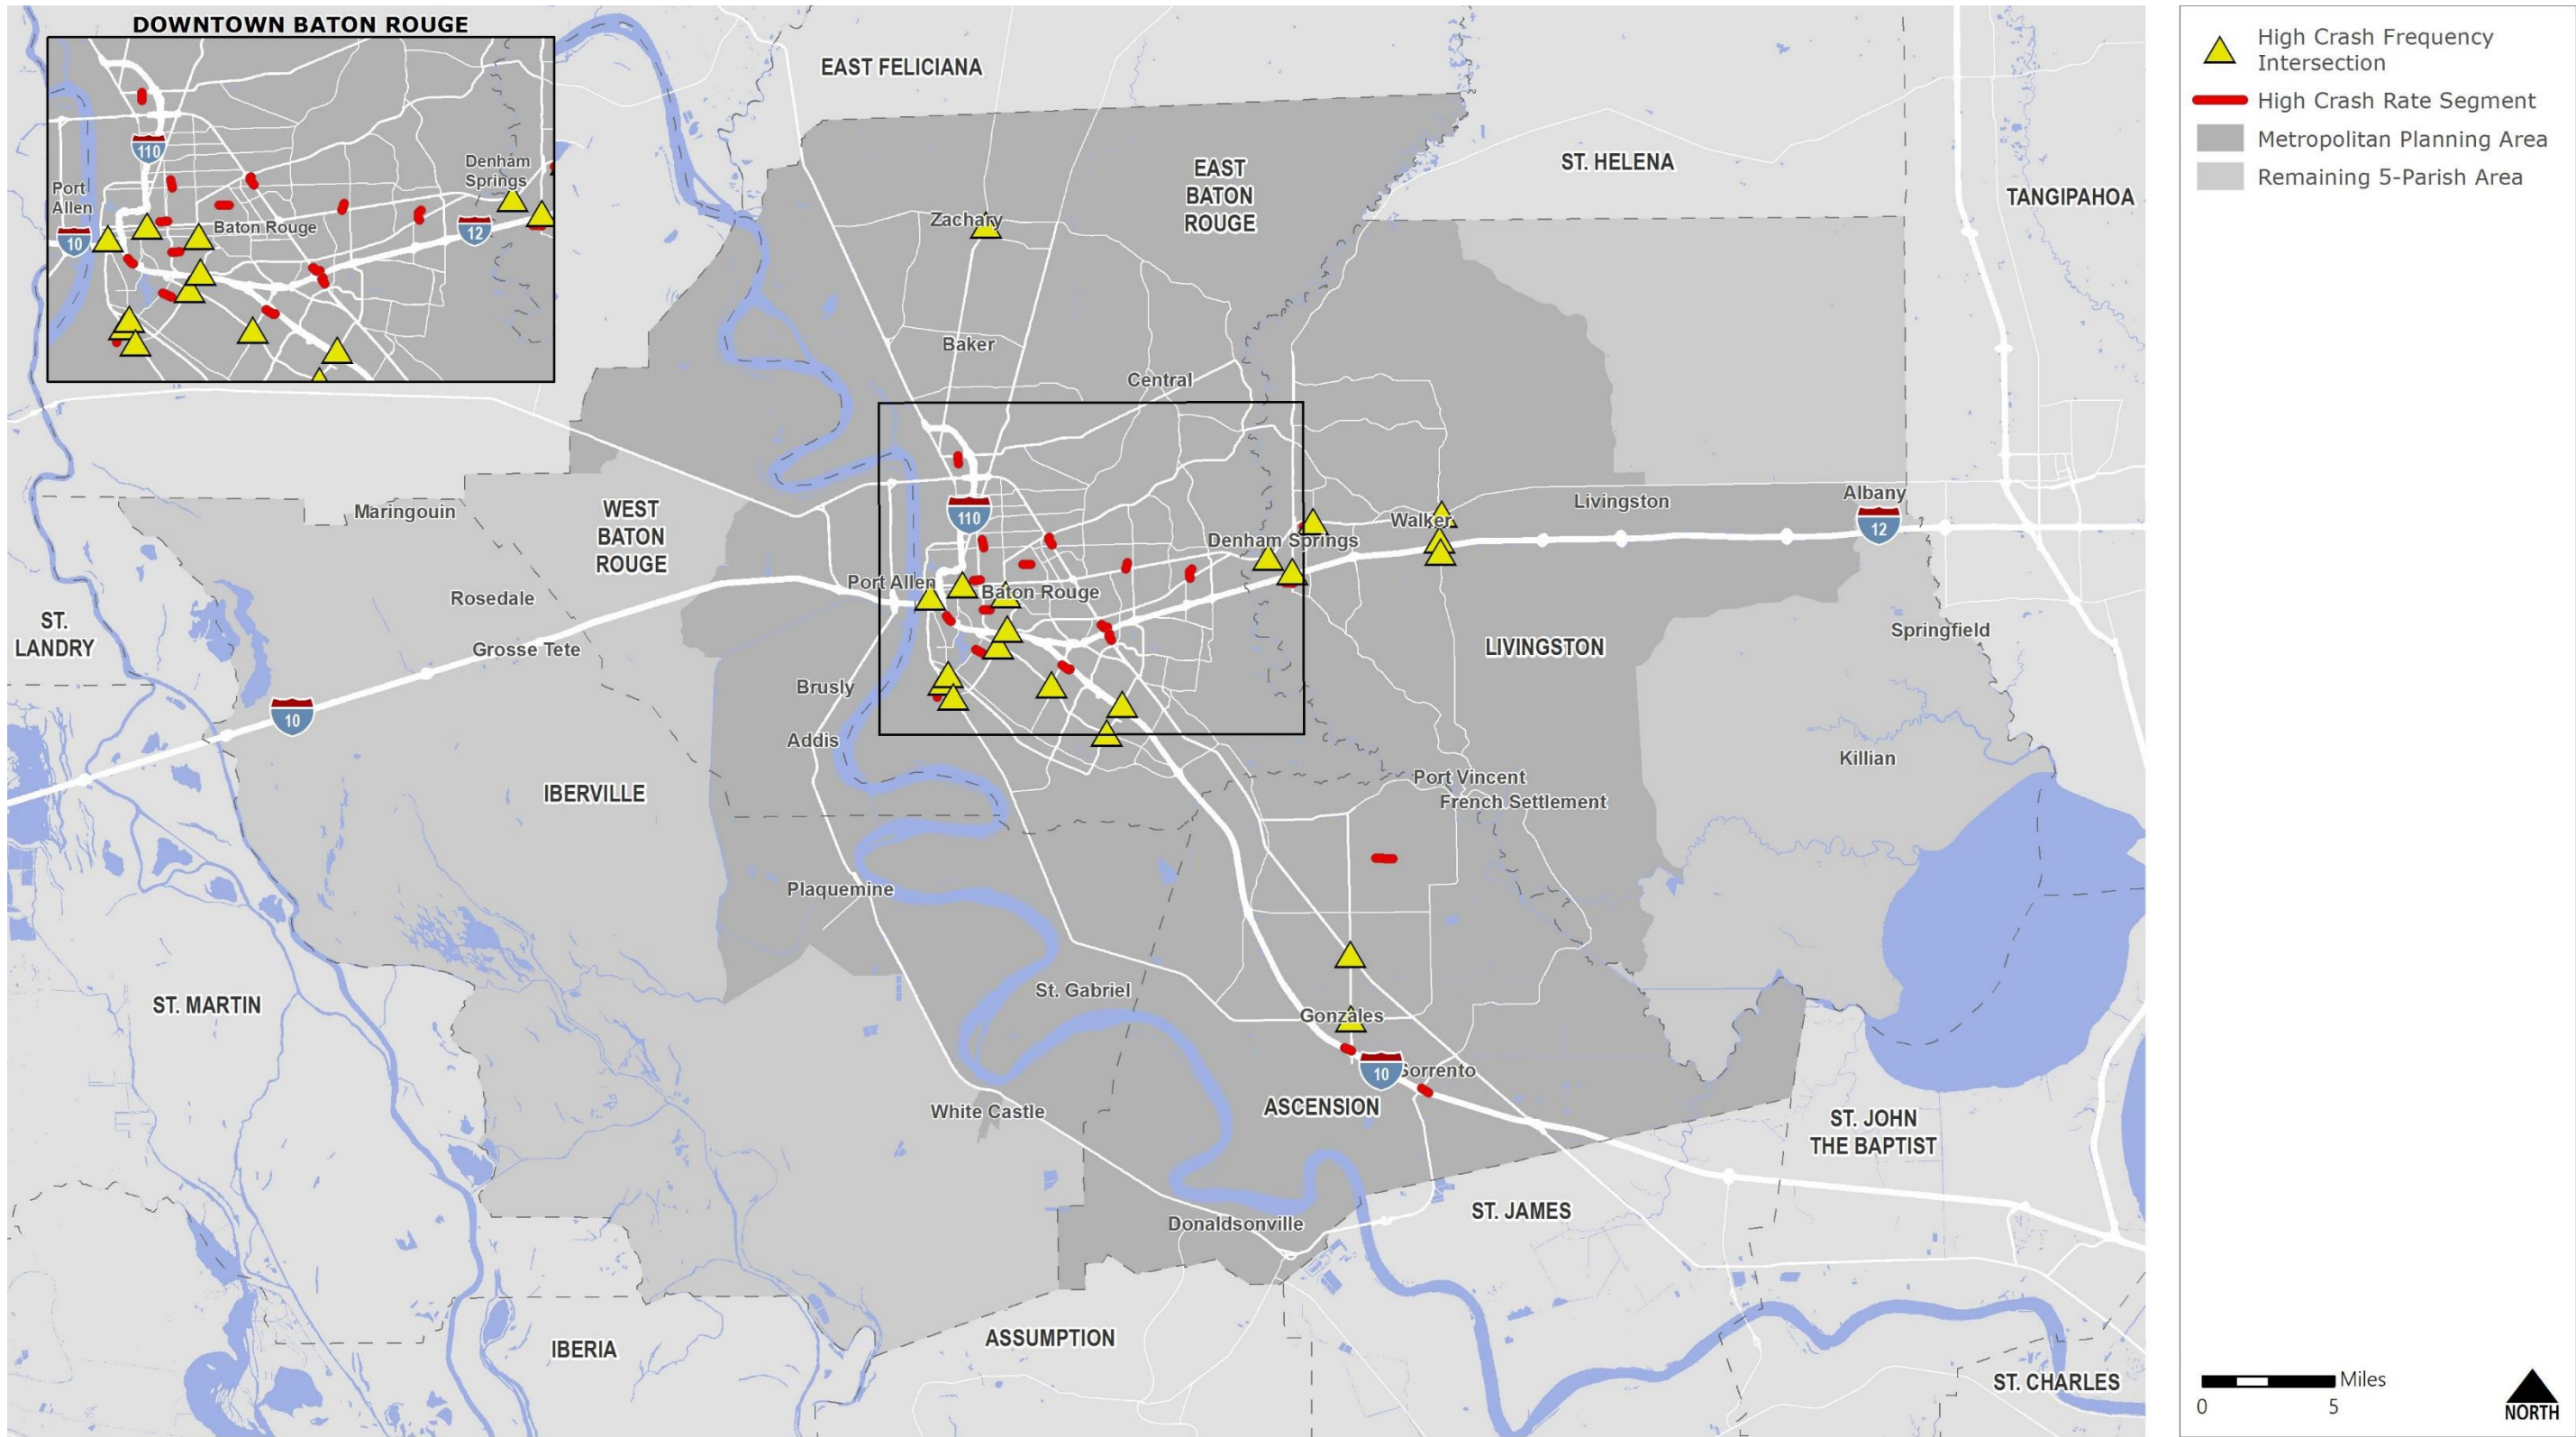 DOWNTOWN BATON ROUGE
110
Denham
Springs
Port
Allen
10
Baton Rouge
12
EAST FELICIANA
EAST
BATON
ROUGE
ST. HELENA
TANGIPAHOA
Zachary
Baker
Central
Maringouin
WEST
BATON
ROUGE
110
Walker
Livingston
Albany
12
Denham Springs
Port Allen
Baton Rouge
Rosedale
ST.
LANDRY
Grosse Tete
LIVINGSTON
Springfield
Brusly
10
Addis
Killian
IBERVILLE
Port Vincent
French Settlement
Plaquemine
ST. MARTIN
St. Gabriel
Gonzales
10
Sorrento
White Castle
ASCENSION
ST. JOHN
THE BAPTIST
Donaldsonville
ST. JAMES
IBERIA
ASSUMPTION
ST. CHARLES
High Crash Frequency
Intersection
High Crash Rate Segment
Metropolitan Planning Area
Remaining 5-Parish Area
Miles
0 5
NORTH